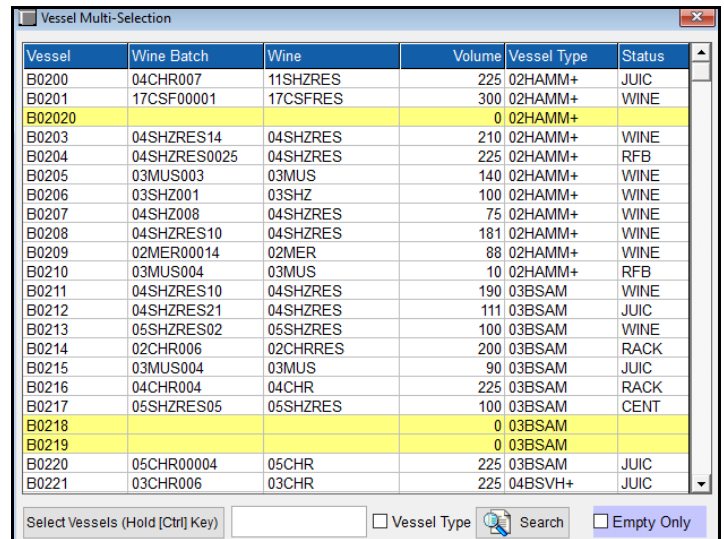 Vessel Multi-Selection
Vessel Wine Batch Wine Volume Vessel Type Status
B0200 04CHR007 11SHZRES 225 02HAMM+ JUIC
B0201 17CSF00001 17CSFRES 300 02HAMM+ WINE
B02020 0 02HAMM+
B0203 04SHZRES14 04SHZRES 210 02HAMM+ WINE
B0204 04SHZRES0025 04SHZRES 225 02HAMM+ RFB
B0205 03MUS003 03MUS 140 02HAMM+ WINE
B0206 03SHZ001 03SHZ 100 02HAMM+ WINE
B0207 04SHZ008 04SHZRES 75 02HAMM+ WINE
B0208 04SHZRES10 04SHZRES 181 02HAMM+ WINE
B0209 02MER00014 02MER 88 02HAMM+ WINE
B0210 03MUS004 03MUS 10 02HAMM+ RFB
B0211 04SHZRES10 04SHZRES 190 03BSAM WINE
B0212 04SHZRES21 04SHZRES 111 03BSAM JUIC
B0213 05SHZRES02 05SHZRES 100 03BSAM WINE
B0214 02CHR006 02CHRRES 200 03BSAM RACK
B0215 03MUS004 03MUS 90 03BSAM JUIC
B0216 04CHR004 04CHR 225 03BSAM RACK
B0217 05SHZRES05 05SHZRES 100 03BSAM CENT
B0218 0 03BSAM
B0219 0 03BSAM
B0220 05CHR00004 05CHR 225 03BSAM JUIC
B0221 03CHR006 03CHR 225 04BSVH+ JUIC
Select Vessels (Hold [Ctrl] Key) Vessel Type Search Empty Only